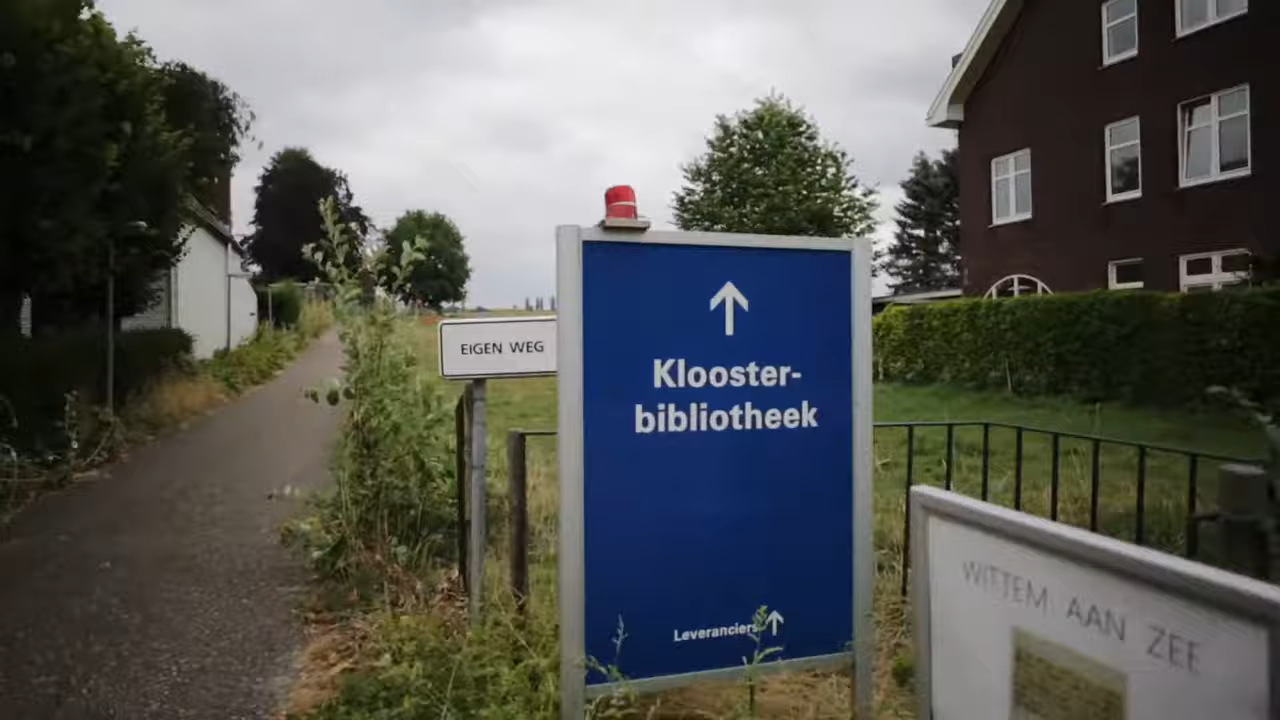 EIGEN WEG
Klooster-
bibliotheek
Leveranciers
WITTEM AAN ZEE